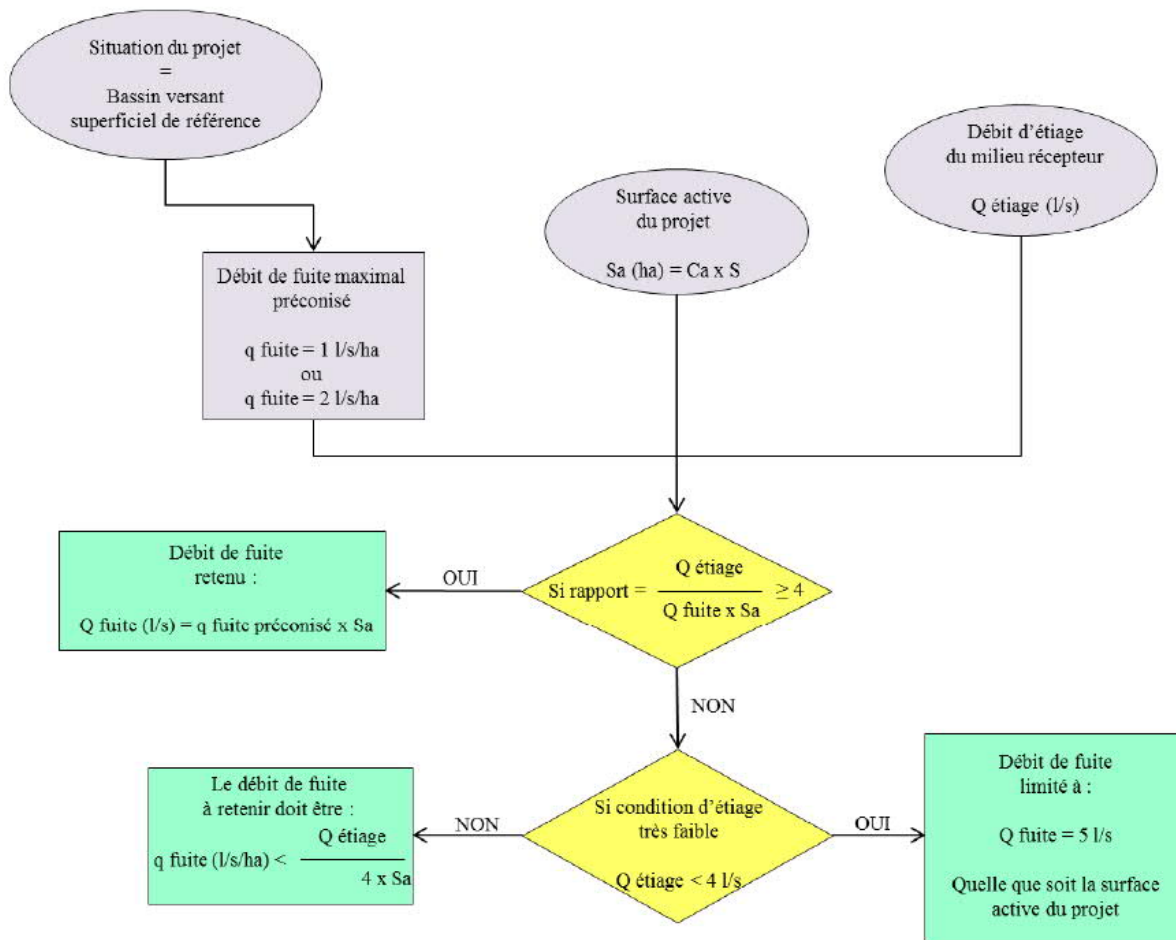 Situation du projet
=
Bassin versant
superficiel de référence
Débit d'étiage
du milieu récepteur
Q étiage (l/s)
Surface active
du projet
Sa (ha) = Ca x S
Débit de fuite maximal
préconisé
q fuite = 1 l/s/ha
ou
q fuite = 2 l/s/ha
Débit de fuite
retenu :
Q fuite (l/s) = q fuite préconisé x Sa
OUI
Q étiage
Si rapport = ≥ 4
Q fuite x Sa
NON
Le débit de fuite
à retenir doit être :
Q étiage
q fuite (l/s/ha) <
4 x Sa
NON
Si condition d'étiage
très faible
Q étiage < 4 l/s
OUI
Débit de fuite
limité à :
Q fuite = 5 l/s
Quelle que soit la surface
active du projet